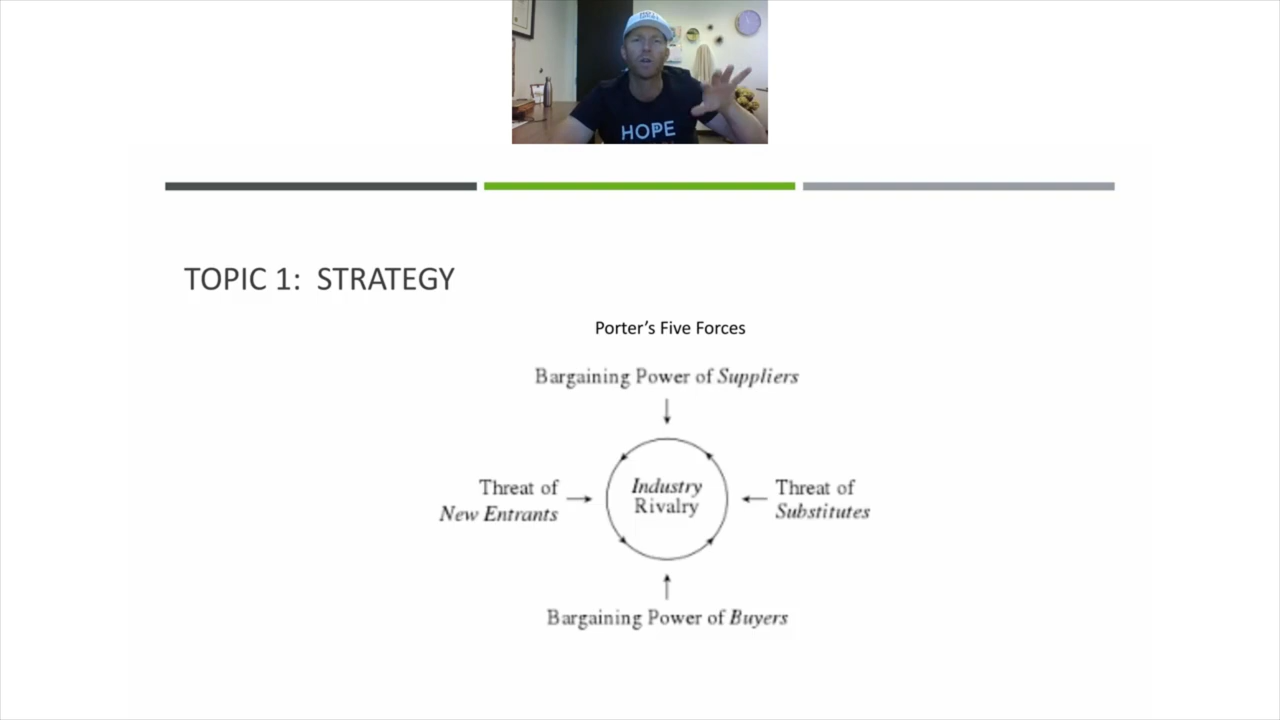 HOPE
TOPIC 1: STRATEGY
Porter’s Five Forces
Bargaining Power of Suppliers
Threat of
New Entrants
Industry
Rivalry
Threat of
Substitutes
Bargaining Power of Buyers